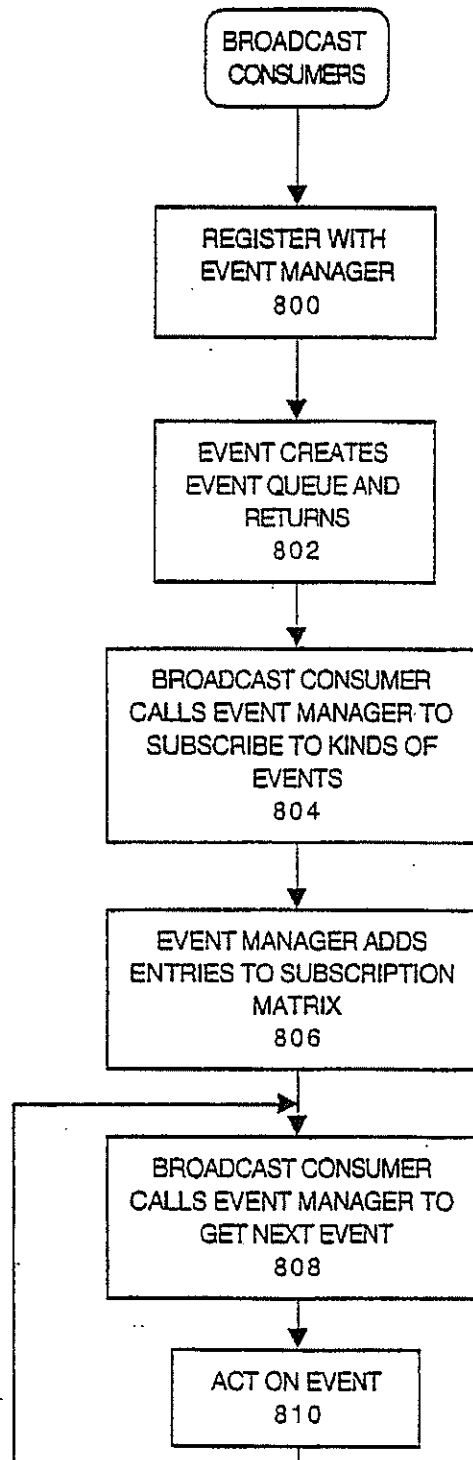 BROADCAST
CONSUMERS
REGISTER WITH
EVENT MANAGER
800
EVENT CREATES
EVENT QUEUE AND
RETURNS
802
BROADCAST CONSUMER
CALLS EVENT MANAGER TO
SUBSCRIBE TO KINDS OF
EVENTS
804
EVENT MANAGER ADDS
ENTRIES TO SUBSCRIPTION
MATRIX
806
BROADCAST CONSUMER
CALLS EVENT MANAGER TO
GET NEXT EVENT
808
ACT ON EVENT
810